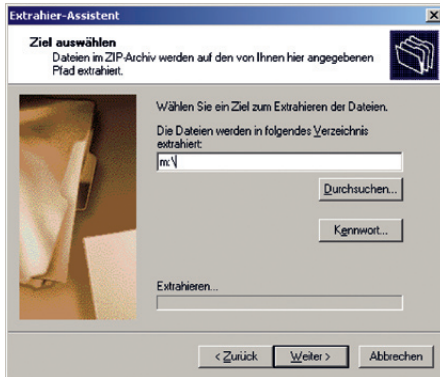 Extrahier-Assistent
Ziel auswählen
Dateien im ZIP-Archiv werden auf den von Ihnen hier angegebenen
Pfad extrahiert.
Wählen Sie ein Ziel zum Extrahieren der Dateien.
Die Dateien werden in folgendes Verzeichnis
extrahiert:
m:\
Durchsuchen...
Kennwort...
Extrahieren...
< Zurück Weiter > Abbrechen